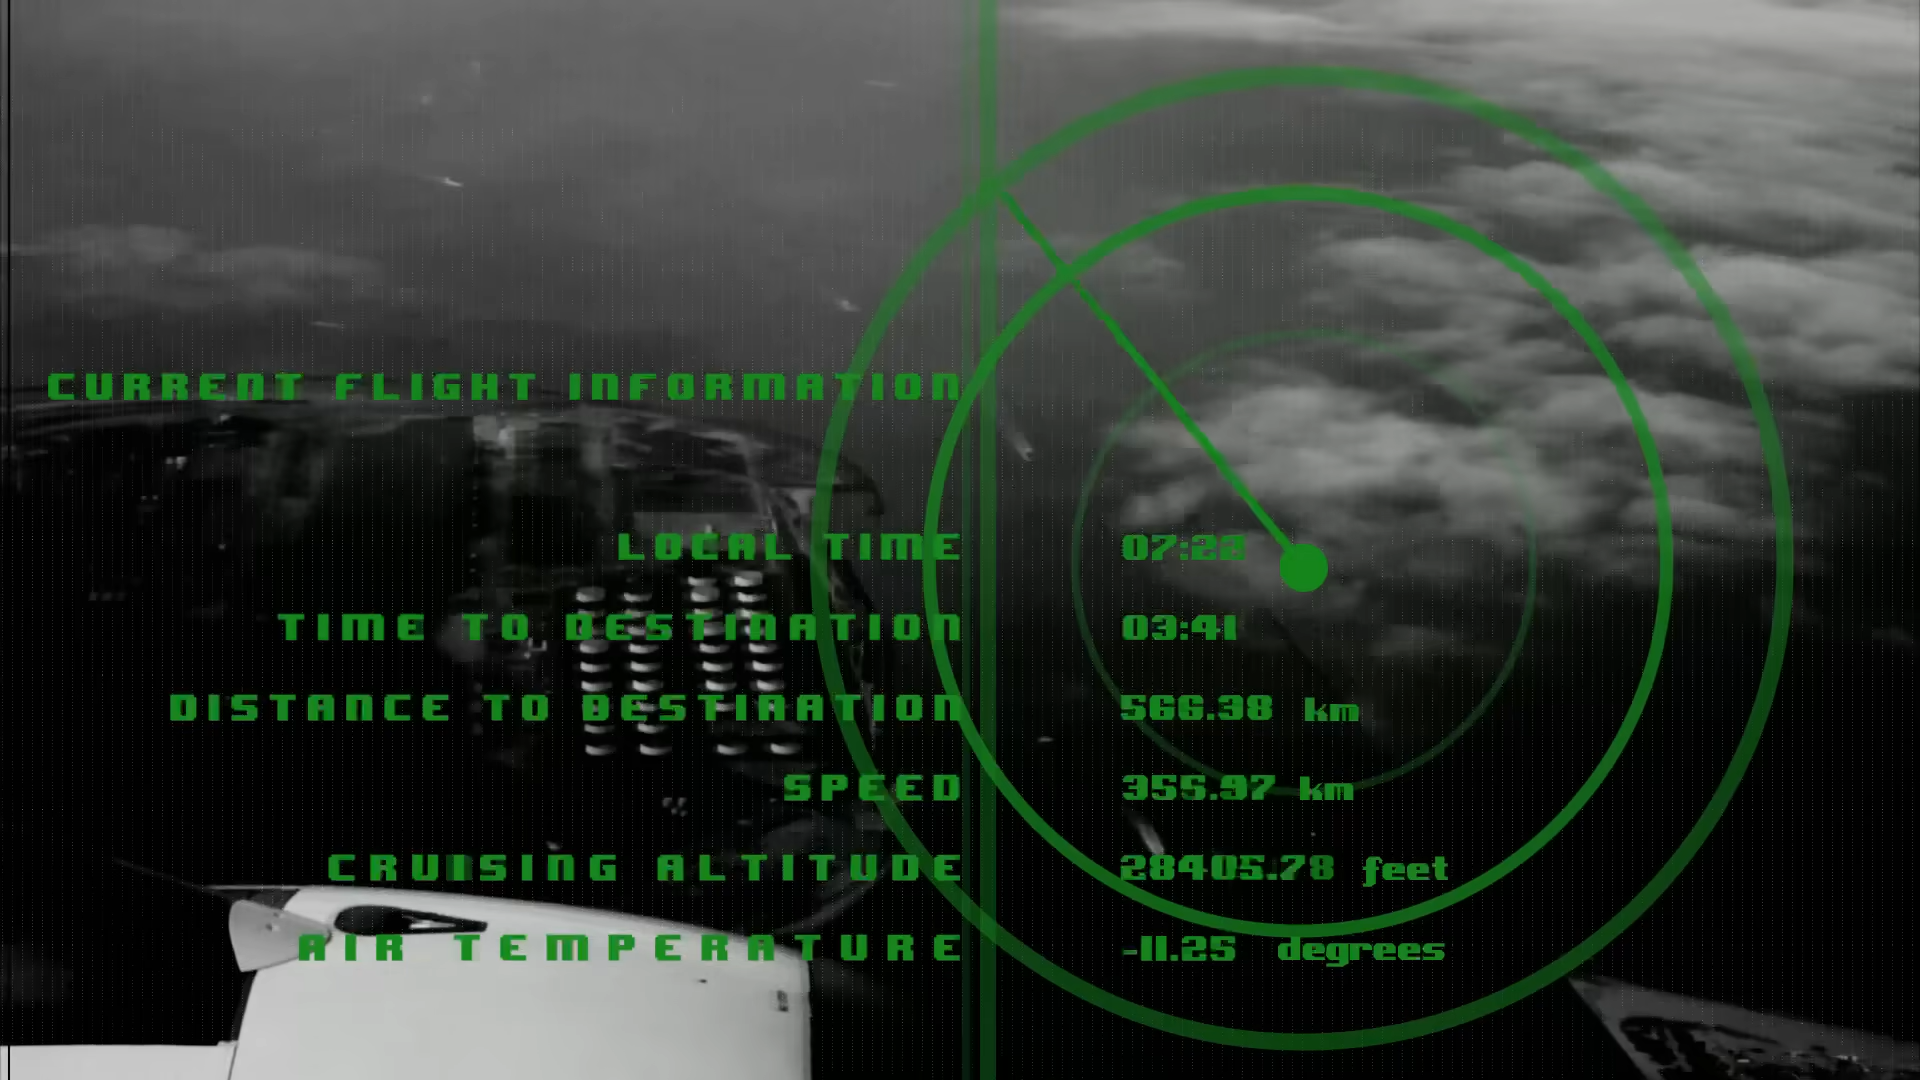 CURRENT FLIGHT INFORMATION
LOCAL TIME 07:22
TIME TO DESTINATION 03:41
DISTANCE TO DESTINATION 566.38 km
SPEED 355.97 km
CRUISING ALTITUDE 28405.78 feet
AIR TEMPERATURE -11.25 degrees